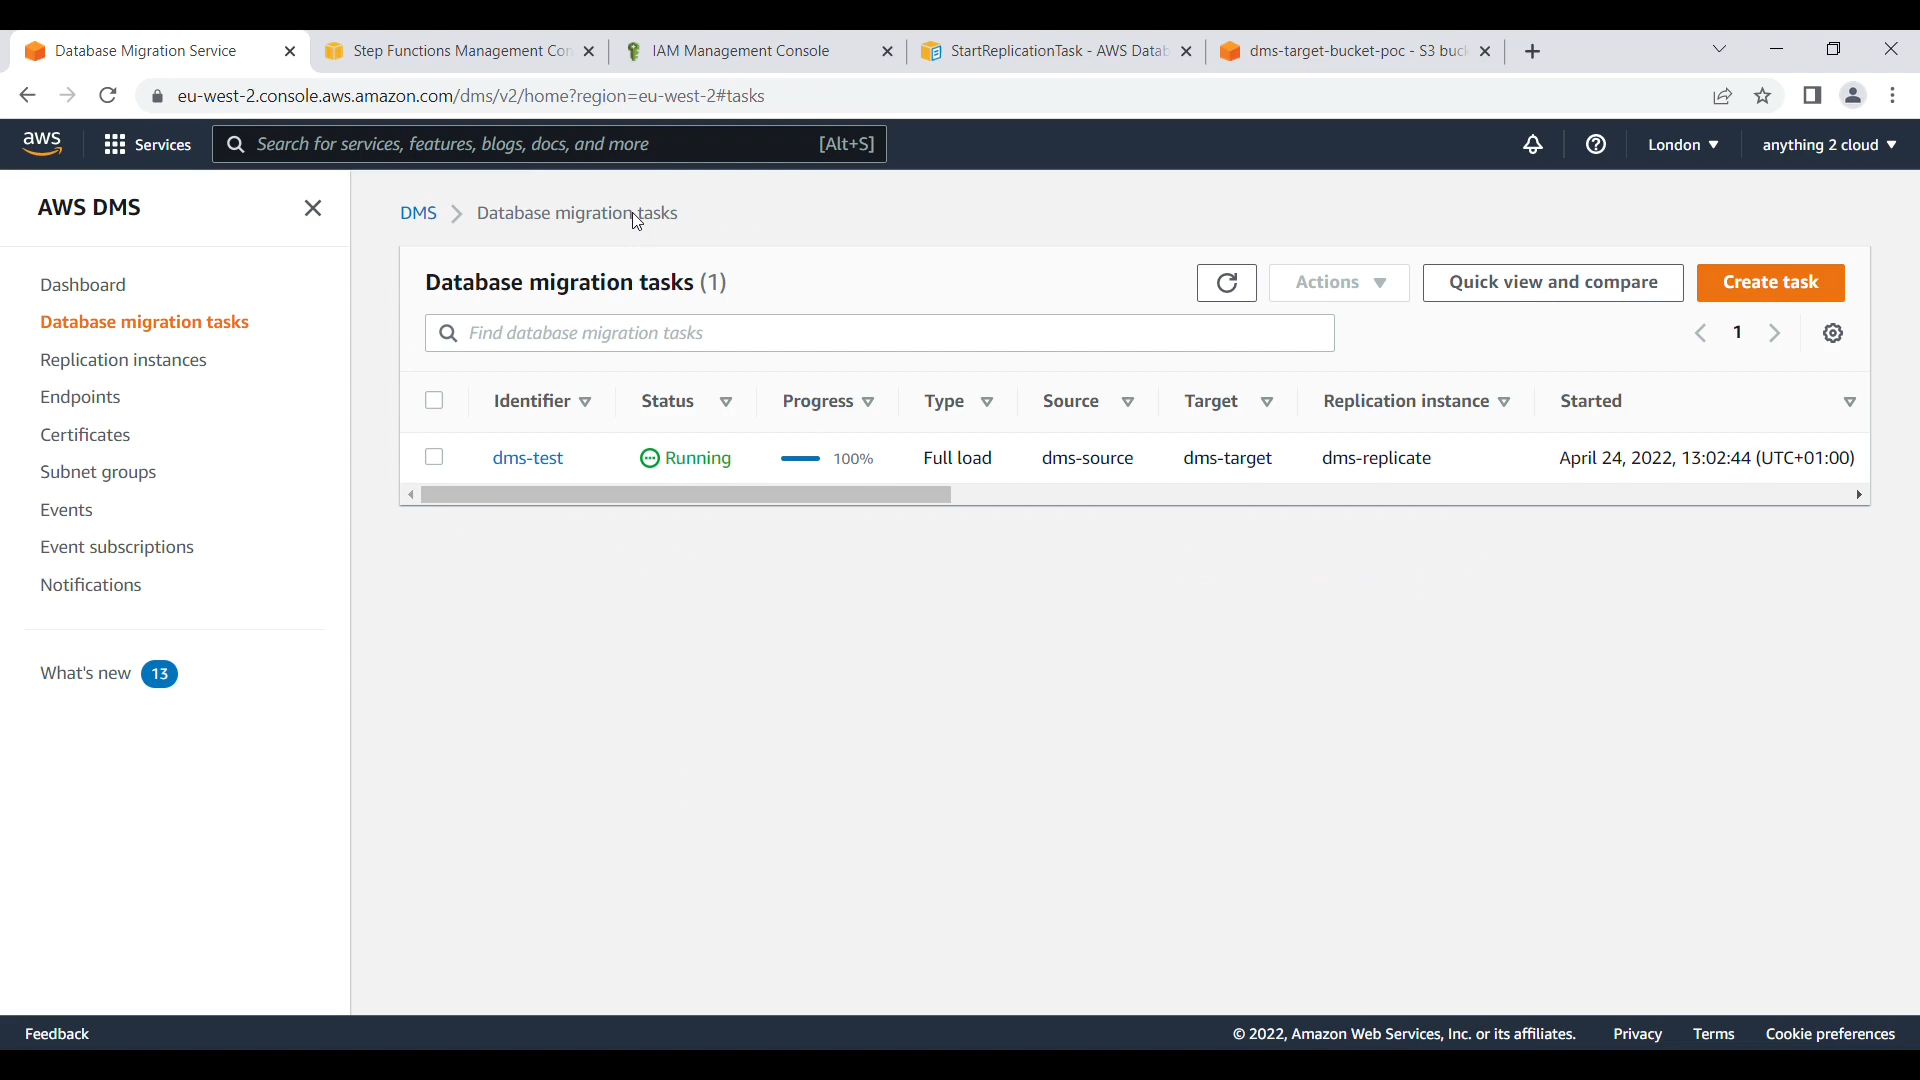 Database Migration Service
Step Functions Management Con
IAM Management Console
StartReplicationTask - AWS Datab
dms-target-bucket-poc - S3 buc
eu-west-2.console.aws.amazon.com/dms/v2/home?region=eu-west-2#tasks
aws
Services
Search for services, features, blogs, docs, and more
[Alt+S]
London
anything 2 cloud
AWS DMS
Dashboard
Database migration tasks
Replication instances
Endpoints
Certificates
Subnet groups
Events
Event subscriptions
Notifications
What's new 13
DMS
Database migration tasks
Database migration tasks (1)
Actions
Quick view and compare
Create task
Find database migration tasks
1
Identifier Status Progress Type Source Target Replication instance Started
dms-test Running 100% Full load dms-source dms-target dms-replicate April 24, 2022, 13:02:44 (UTC+01:00)
Feedback
© 2022, Amazon Web Services, Inc. or its affiliates.
Privacy
Terms
Cookie preferences